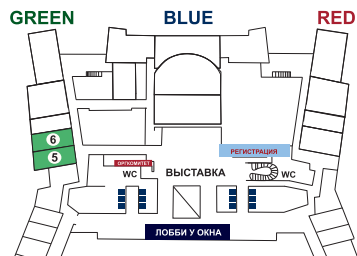 GREEN BLUE RED
6
5
РЕГИСТРАЦИЯ
ОРГКОМИТЕТ
WC ВЫСТАВКА WC
ЛОББИ У ОКНА